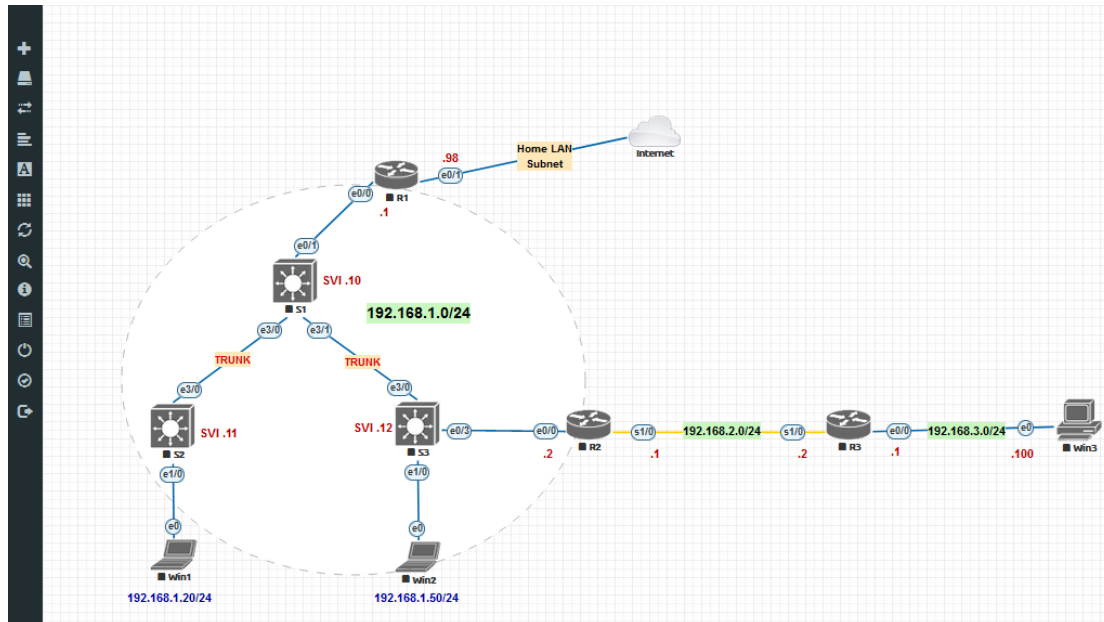 Internet
Home LAN
Subnet
.98
e0/1
R1
e0/0
.1
e0/1
SVI .10
S1
192.168.1.0/24
e3/0
e3/1
TRUNK
TRUNK
e3/0
e3/0
SVI .11
S2
SVI .12
S3
e0/3
e0/0
.2
R2
s1/0
.1
192.168.2.0/24
s1/0
.2
R3
e0/0
.1
192.168.3.0/24
e0
.100
Win3
e1/0
e1/0
e0
e0
Win1
Win2
192.168.1.20/24
192.168.1.50/24